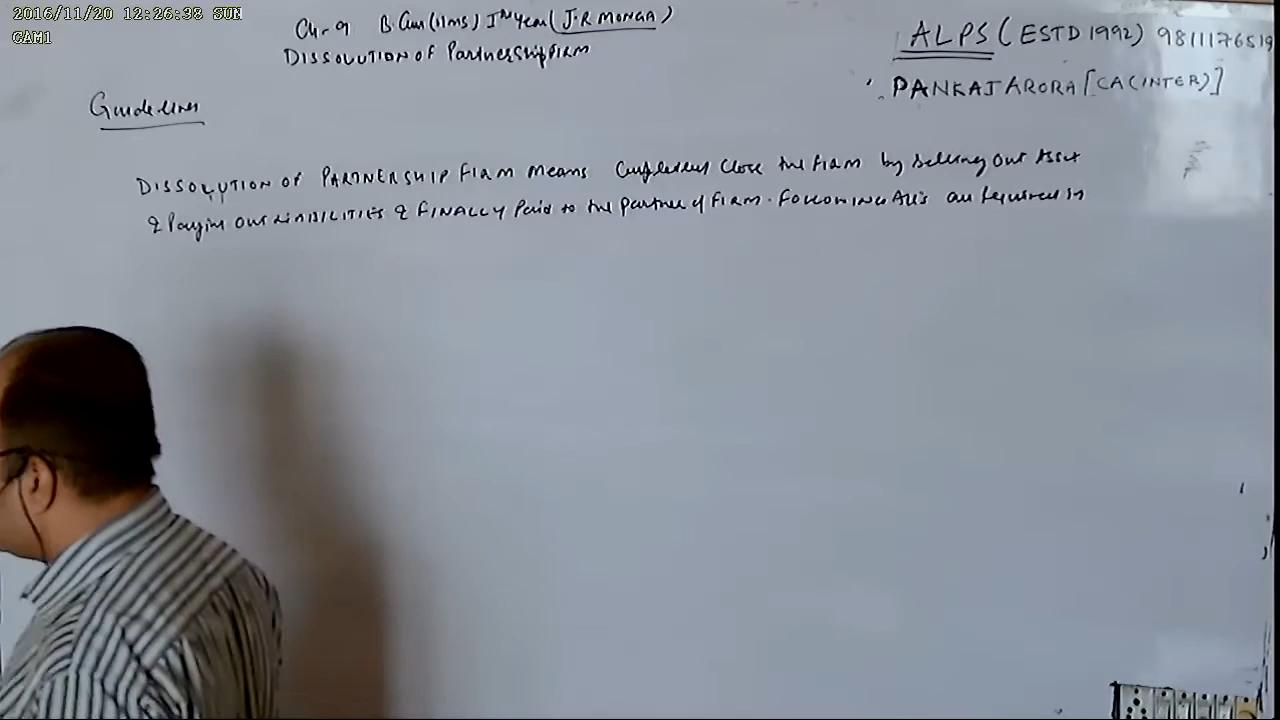 2016/11/20 12:26:38 SUN
CAM1
Ch-9 B.Com (Hons) Ist Year (J.R MONGA)
DISSOLUTION OF Partnership FIRM
ALPS (ESTD 1992) 9811176519
PANKAJ ARORA [CA (INTER)]
Guidelines
DISSOLUTION OF PARTNERSHIP FIRM Means Close the FIRM by Selling Out Asset
& Paying Out LIABILITIES & FINALLY Paid to the partner of FIRM. FOLLOWING A/c's are required in